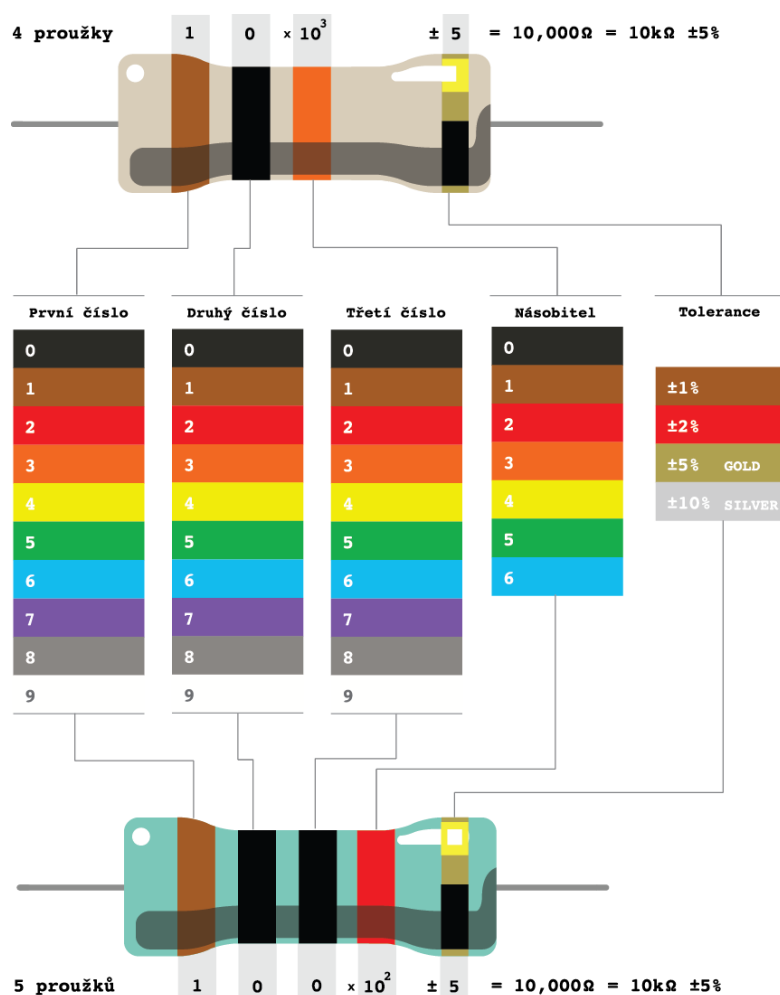 4 proužky 1 0 × 10³ ± 5 = 10,000Ω = 10kΩ ±5%
První číslo Druhý číslo Třetí číslo Násobitel Tolerance
0 0 0 0
1 1 1 1 ±1%
2 2 2 2 ±2%
3 3 3 3 ±5% GOLD
4 4 4 4 ±10% SILVER
5 5 5 5
6 6 6 6
7 7 7
8 8 8
9 9 9
5 proužků 1 0 0 × 10² ± 5 = 10,000Ω = 10kΩ ±5%